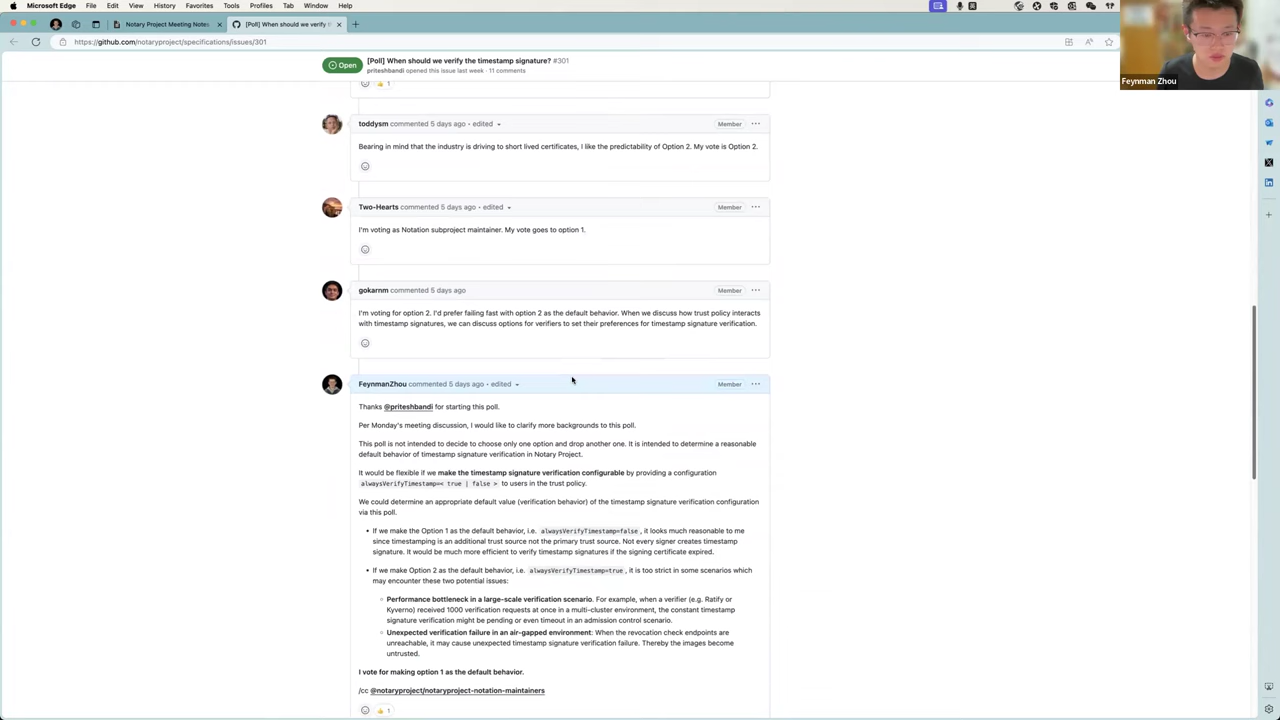 Microsoft Edge File Edit View History Favorites Tools Profiles Tab Window Help
Notary Project Meeting Notes [Poll] When should we verify th
https://github.com/notaryproject/specifications/issues/301
Feynman Zhou
Open [Poll] When should we verify the timestamp signature? #301
priteshbandi opened this issue last week · 11 comments
1
toddysm commented 5 days ago • edited Member
Bearing in mind that the industry is driving to short lived certificates, I like the predictability of Option 2. My vote is Option 2.
Two-Hearts commented 5 days ago • edited Member
I'm voting as Notation subproject maintainer. My vote goes to option 1.
gokarnm commented 5 days ago Member
I'm voting for option 2. I'd prefer failing fast with option 2 as the default behavior. When we discuss how trust policy interacts
with timestamp signatures, we can discuss options for verifiers to set their preferences for timestamp signature verification.
FeynmanZhou commented 5 days ago • edited Member
Thanks @priteshbandi for starting this poll.
Per Monday's meeting discussion, I would like to clarify more backgrounds to this poll.
This poll is not intended to decide to choose only one option and drop another one. It is intended to determine a reasonable
default behavior of timestamp signature verification in Notary Project.
It would be flexible if we make the timestamp signature verification configurable by providing a configuration
alwaysVerifyTimestamp=< true | false > to users in the trust policy.
We could determine an appropriate default value (verification behavior) of the timestamp signature verification configuration
via this poll.
• If we make the Option 1 as the default behavior, i.e. alwaysVerifyTimestamp=false, it looks much reasonable to me
since timestamping is an additional trust source not the primary trust source. Not every signer creates timestamp
signature. It would be much more efficient to verify timestamp signatures if the signing certificate expired.
• If we make Option 2 as the default behavior, i.e. alwaysVerifyTimestamp=true, it is too strict in some scenarios which
may encounter these two potential issues:
○ Performance bottleneck in a large-scale verification scenario. For example, when a verifier (e.g. Ratify or
Kyverno) received 1000 verification requests at once in a multi-cluster environment, the constant timestamp
signature verification might be pending or even timeout in an admission control scenario.
○ Unexpected verification failure in an air-gapped environment: When the revocation check endpoints are
unreachable, it may cause unexpected timestamp signature verification failure. Thereby the images become
untrusted.
I vote for making option 1 as the default behavior.
/cc @notaryproject/notaryproject-notation-maintainers
1